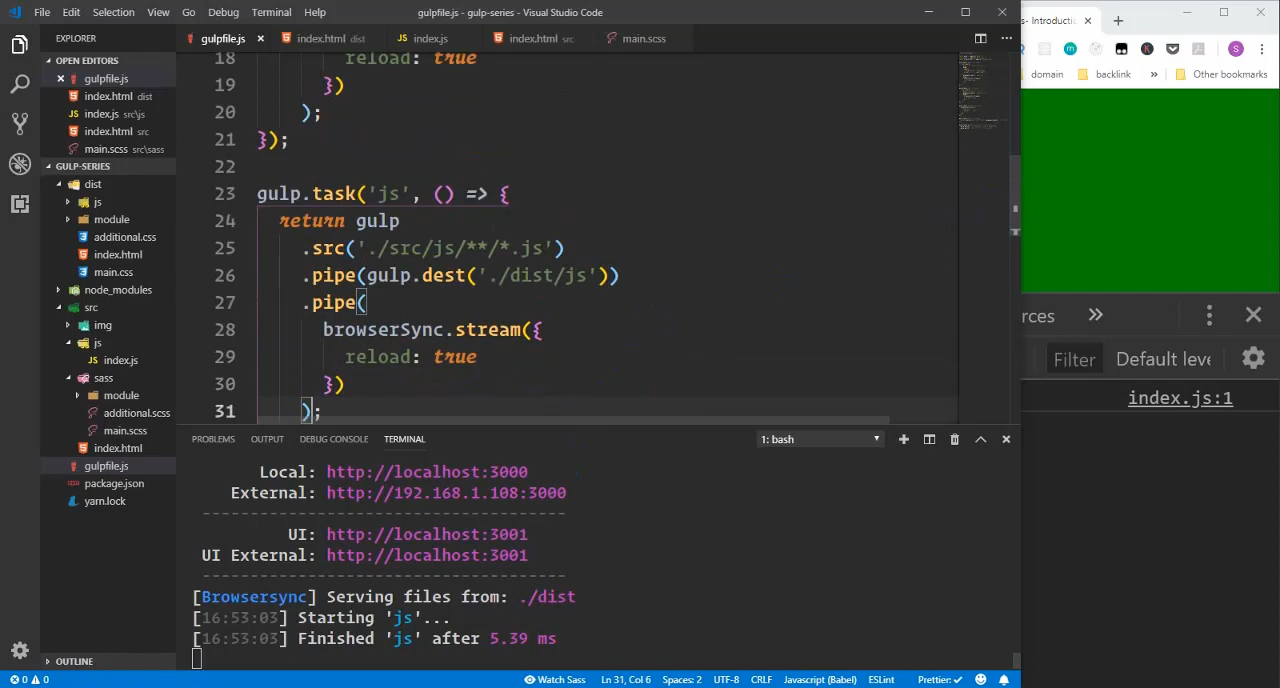 File Edit Selection View Go Debug Terminal Help
gulpfile.js - gulp-series - Visual Studio Code
s- Introductic
EXPLORER
gulpfile.js
index.html dist
index.js
index.html src
main.scss
domain
backlink
Other bookmarks
OPEN EDITORS
gulpfile.js
index.html dist
index.js src\js
index.html src
main.scss src\sass
GULP-SERIES
dist
js
module
additional.css
index.html
main.css
node_modules
src
img
js
index.js
sass
module
additional.scss
main.scss
index.html
gulpfile.js
package.json
yarn.lock
OUTLINE
18 reload: true
19 })
20 );
21 });
22
23 gulp.task('js', () => {
24 return gulp
25 .src('./src/js/**/*.js')
26 .pipe(gulp.dest('./dist/js'))
27 .pipe(
28 browserSync.stream({
29 reload: true
30 })
31 );
PROBLEMS OUTPUT DEBUG CONSOLE TERMINAL
1: bash
Local: http://localhost:3000
External: http://192.168.1.108:3000
---------------------------------------
UI: http://localhost:3001
UI External: http://localhost:3001
---------------------------------------
[Browsersync] Serving files from: ./dist
[16:53:03] Starting 'js'...
[16:53:03] Finished 'js' after 5.39 ms
rces
Filter
Default leve
index.js:1
0 0
Watch Sass
Ln 31, Col 6
Spaces: 2
UTF-8
CRLF
Javascript (Babel)
ESLint
Prettier: